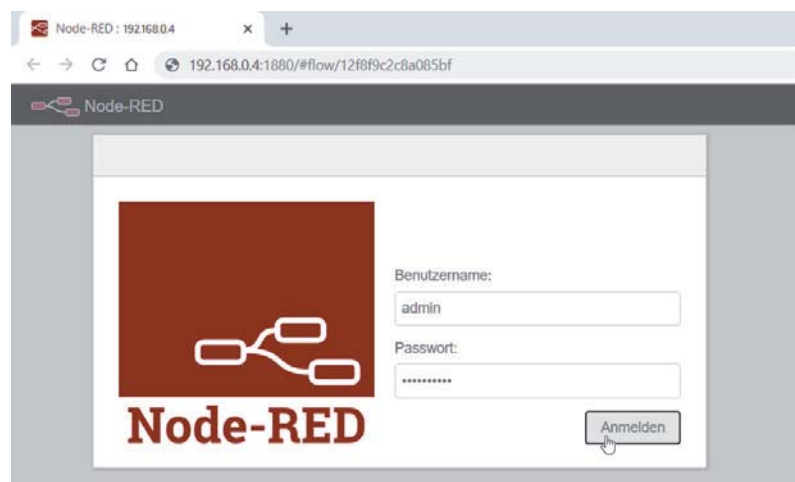 Node-RED : 192.168.0.4
192.168.0.4:1880/#flow/12f8f9c2c8a085bf
Node-RED
Benutzername:
admin
Passwort:
••••••••••
Node-RED
Anmelden